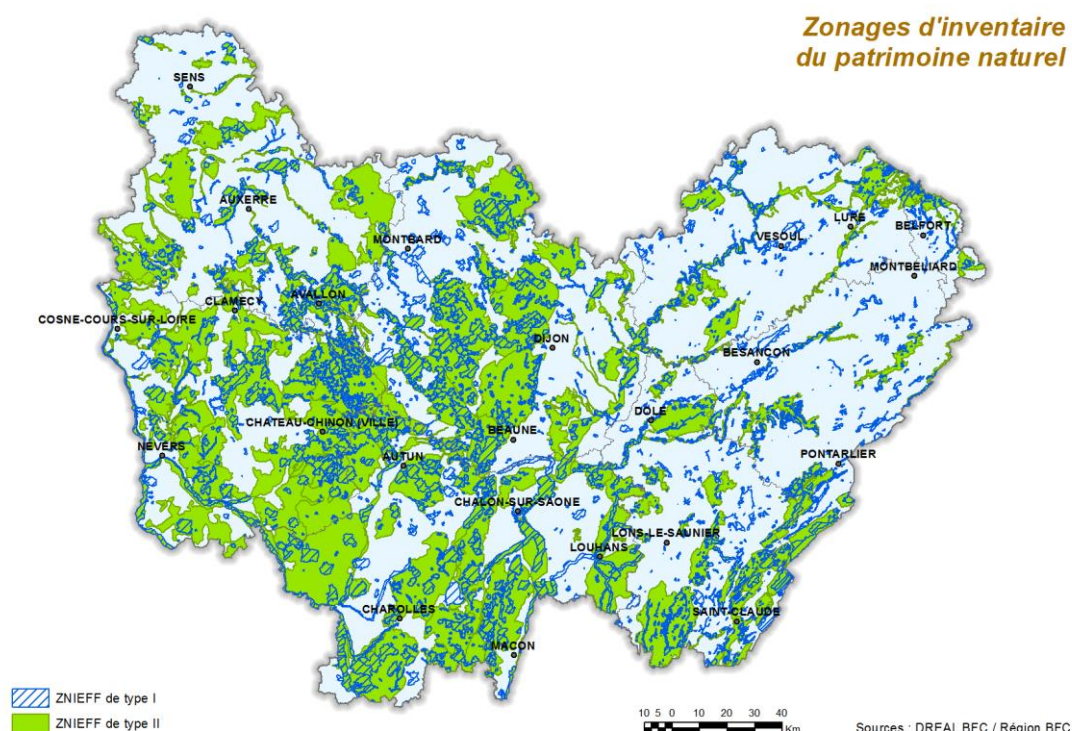 Zonages d'inventaire
du patrimoine naturel
SENS
AUXERRE
MONTBARD
LURE
BELFORT
VESOUL
MONTBELIARD
CLAMECY
AVALLON
COSNE-COURS-SUR-LOIRE
DIJON
BESANCON
DOLE
CHATEAU-CHINON (VILLE)
BEAUNE
NEVERS
AUTUN
PONTARLIER
CHALON-SUR-SAONE
LONS-LE-SAUNIER
LOUHANS
CHAROLLES
SAINT-CLAUDE
MACON
ZNIEFF de type I
ZNIEFF de type II
10 5 0 10 20 30 40
Km
Sources : DREAL BFC / Région BFC